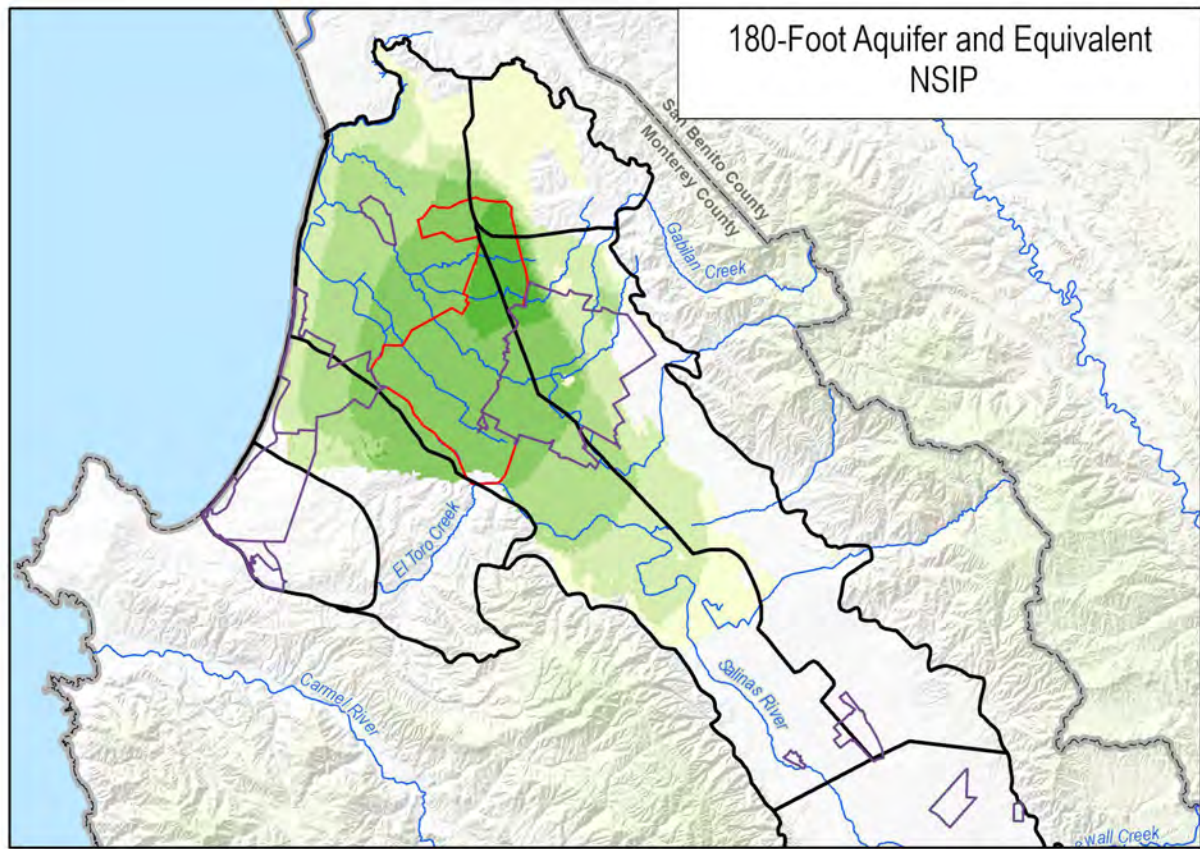 180-Foot Aquifer and Equivalent
NSIP
San Benito County
Monterey County
Gabilan Creek
El Toro Creek
Carmel River
Salinas River
wall Creek